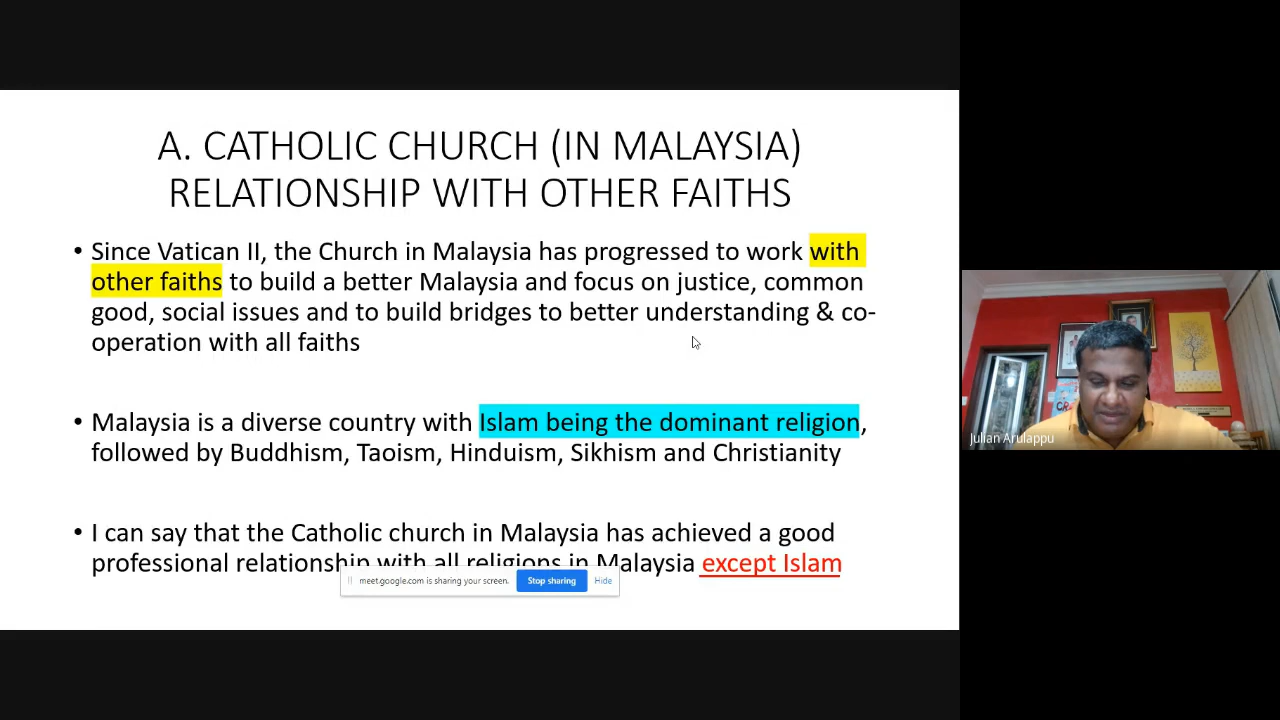 A. CATHOLIC CHURCH (IN MALAYSIA)
RELATIONSHIP WITH OTHER FAITHS
• Since Vatican II, the Church in Malaysia has progressed to work with
other faiths to build a better Malaysia and focus on justice, common
good, social issues and to build bridges to better understanding & co-
operation with all faiths
• Malaysia is a diverse country with Islam being the dominant religion,
followed by Buddhism, Taoism, Hinduism, Sikhism and Christianity
• I can say that the Catholic church in Malaysia has achieved a good
professional relationship with all religions in Malaysia except Islam
meet.google.com is sharing your screen.
Stop sharing
Hide
Julian Arulappu